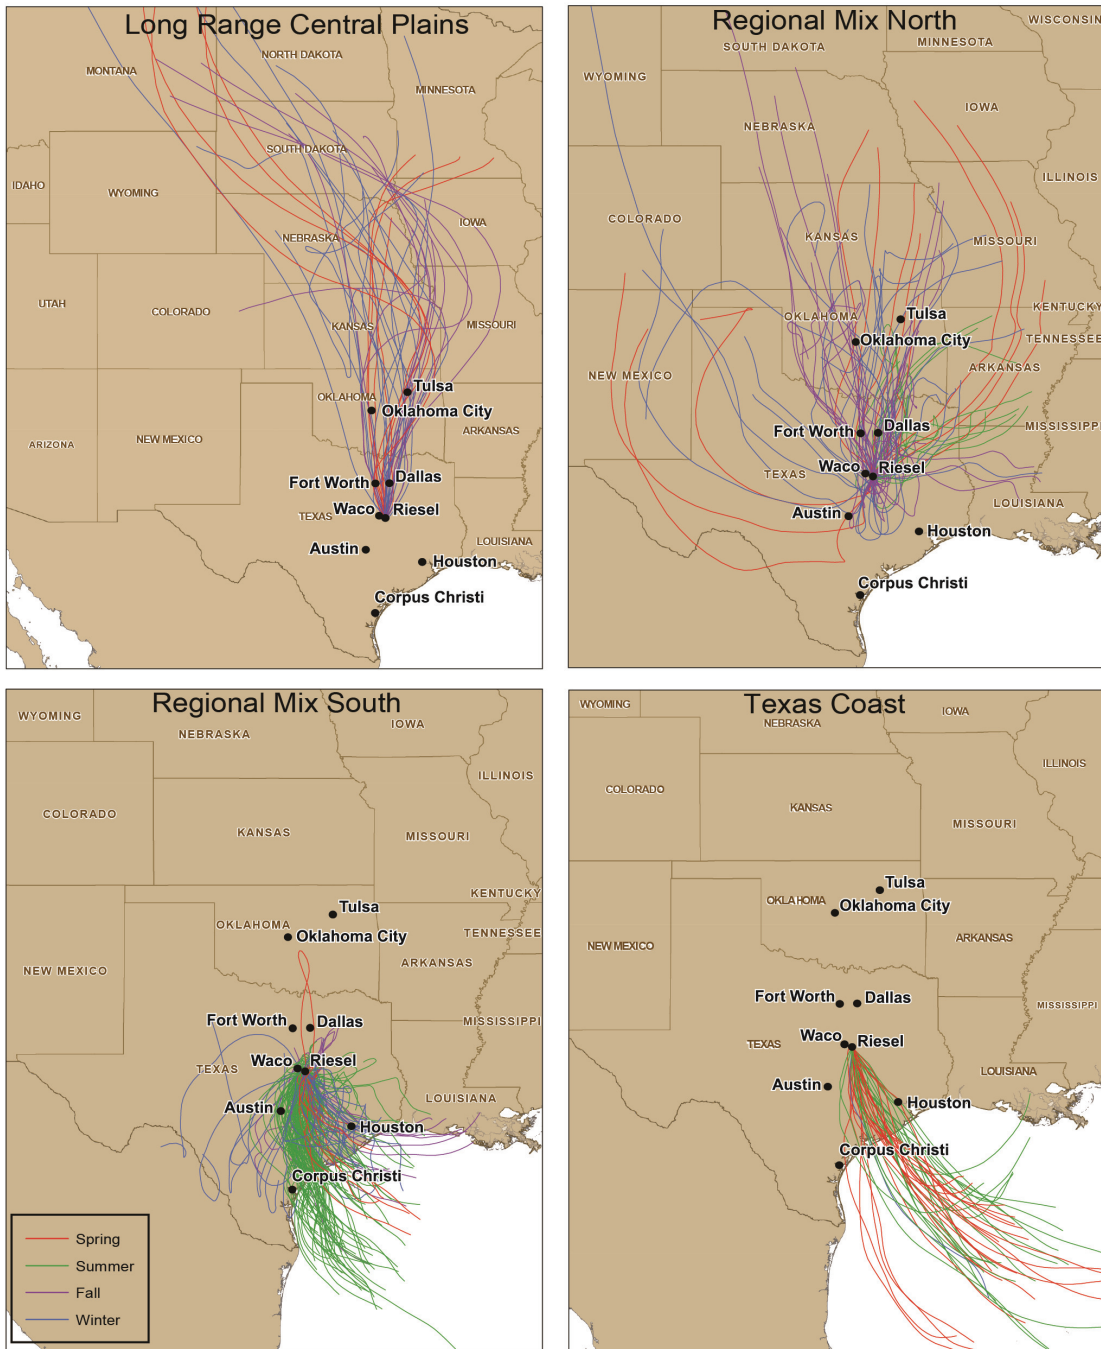 Long Range Central Plains
NORTH DAKOTA
MONTANA
MINNESOTA
SOUTH DAKOTA
IDAHO
WYOMING
IOWA
NEBRASKA
UTAH
COLORADO
KANSAS
MISSOURI
Tulsa
OKLAHOMA
Oklahoma City
ARIZONA
NEW MEXICO
ARKANSAS
Fort Worth
Dallas
TEXAS
Waco
Riesel
LOUISIANA
Austin
Houston
Corpus Christi
Regional Mix North
WISCONSIN
SOUTH DAKOTA
MINNESOTA
WYOMING
IOWA
NEBRASKA
ILLINOIS
COLORADO
KANSAS
MISSOURI
KENTUCKY
OKLAHOMA
Tulsa
Oklahoma City
TENNESSEE
NEW MEXICO
ARKANSAS
Fort Worth
Dallas
MISSISSIPPI
Waco
Riesel
TEXAS
LOUISIANA
Austin
Houston
Corpus Christi
Regional Mix South
WYOMING
IOWA
NEBRASKA
ILLINOIS
COLORADO
KANSAS
MISSOURI
KENTUCKY
Tulsa
OKLAHOMA
Oklahoma City
TENNESSEE
NEW MEXICO
ARKANSAS
Fort Worth
Dallas
MISSISSIPPI
Waco
Riesel
TEXAS
Austin
LOUISIANA
Houston
Corpus Christi
Spring
Summer
Fall
Winter
Texas Coast
WYOMING
NEBRASKA
IOWA
ILLINOIS
COLORADO
KANSAS
MISSOURI
Tulsa
OKLAHOMA
Oklahoma City
NEW MEXICO
ARKANSAS
Fort Worth
Dallas
MISSISSIPPI
TEXAS
Waco
Riesel
LOUISIANA
Austin
Houston
Corpus Christi